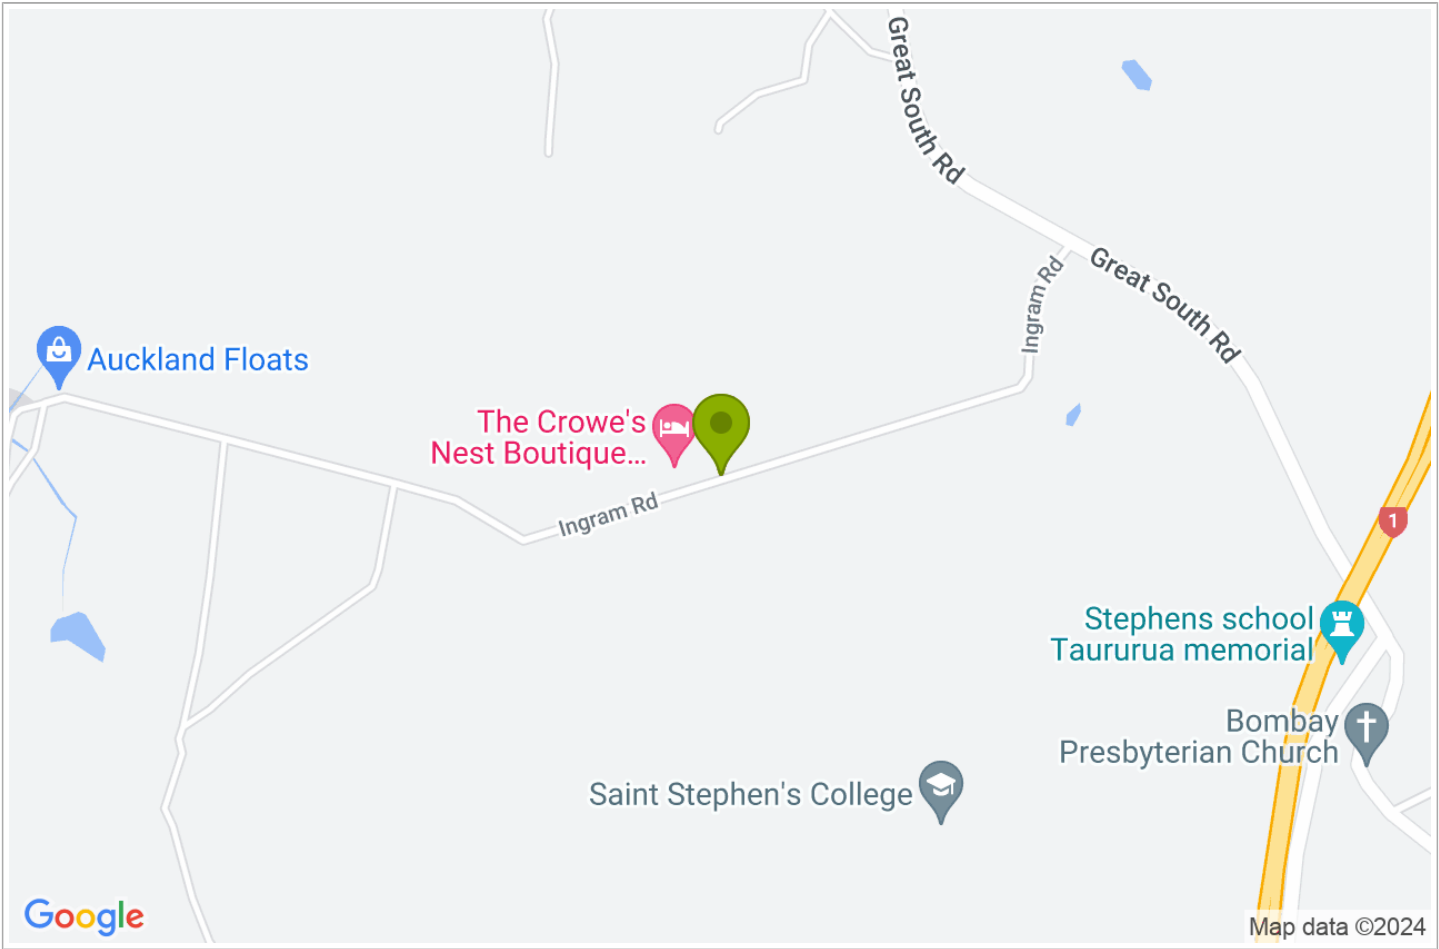 Great South Rd
Great South Rd
Ingram Rd
Auckland Floats
The Crowe's
Nest Boutique...
Ingram Rd
1
Stephens school
Taururua memorial
Bombay
Presbyterian Church
Saint Stephen's College
Google
Map data ©2024